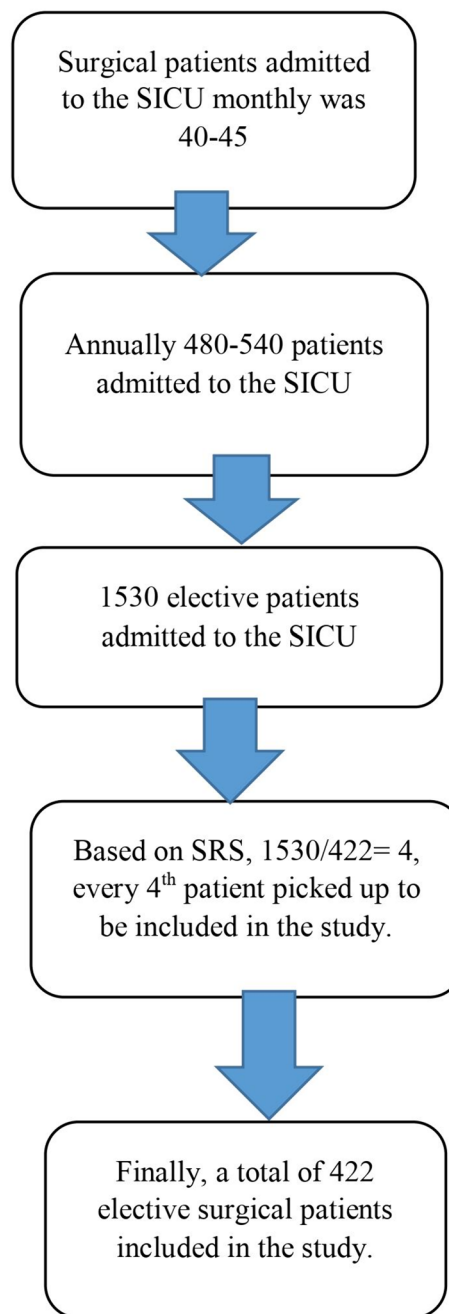 Surgical patients admitted
to the SICU monthly was
40-45
Annually 480-540 patients
admitted to the SICU
1530 elective patients
admitted to the SICU
Based on SRS, 1530/422= 4,
every 4th patient picked up to
be included in the study.
Finally, a total of 422
elective surgical patients
included in the study.